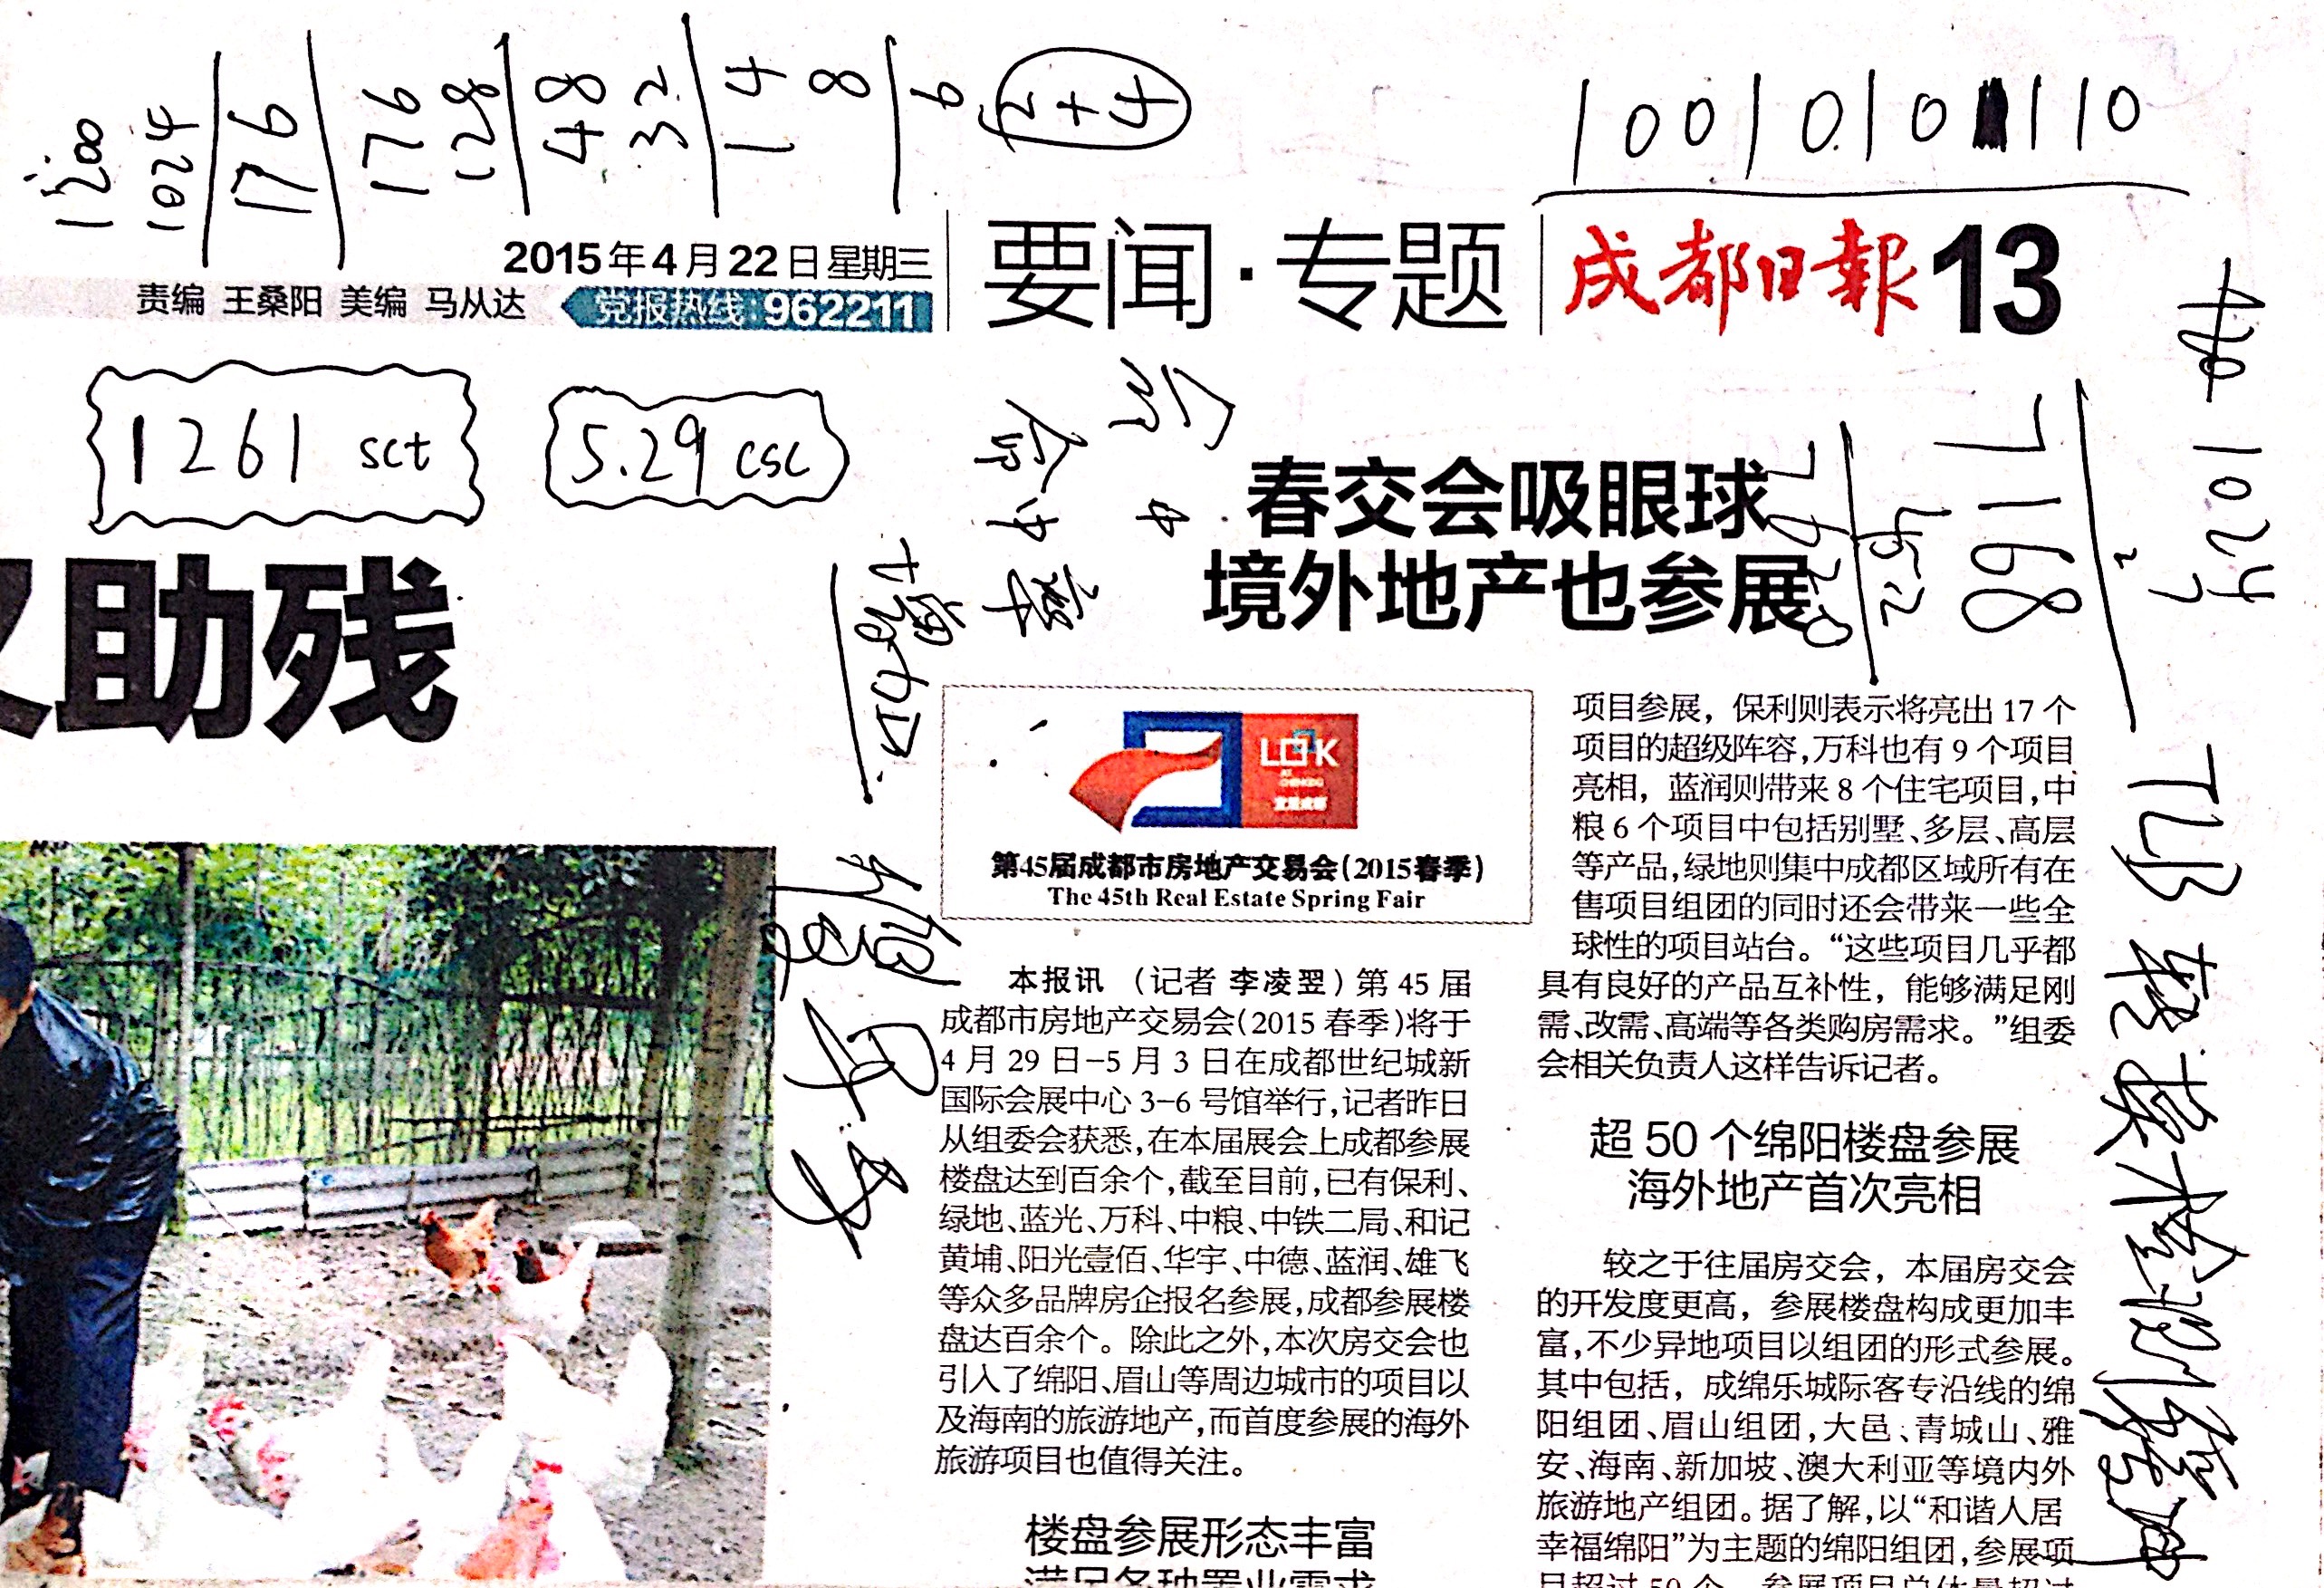 1200
1024
176
176
128
48
32
14
8
6
4+2
10010101110
2015年4月22日星期三
责编 王桑阳 美编 马从达
党报热线:962211
要闻·专题
成都日報 13
1261 sct
5.29 csc
助残
春交会吸眼球
境外地产也参展
1024
7
7168
452
7620
LOOK
第45届成都市房地产交易会(2015春季)
The 45th Real Estate Spring Fair
本报讯 (记者 李凌翌)第45届
成都市房地产交易会(2015春季)将于
4月29日-5月3日在成都世纪城新
国际会展中心3-6号馆举行,记者昨日
从组委会获悉,在本届展会上成都参展
楼盘达到百余个,截至目前,已有保利、
绿地、蓝光、万科、中粮、中铁二局、和记
黄埔、阳光壹佰、华宇、中德、蓝润、雄飞
等众多品牌房企报名参展,成都参展楼
盘达百余个。除此之外,本次房交会也
引入了绵阳、眉山等周边城市的项目以
及海南的旅游地产,而首度参展的海外
旅游项目也值得关注。
楼盘参展形态丰富
满足各种置业需求
项目参展,保利则表示将亮出17个
项目的超级阵容,万科也有9个项目
亮相,蓝润则带来8个住宅项目,中
粮6个项目中包括别墅、多层、高层
等产品,绿地则集中成都区域所有在
售项目组团的同时还会带来一些全
球性的项目站台。“这些项目几乎都
具有良好的产品互补性,能够满足刚
需、改需、高端等各类购房需求。”组委
会相关负责人这样告诉记者。
超50个绵阳楼盘参展
海外地产首次亮相
较之于往届房交会,本届房交会
的开发度更高,参展楼盘构成更加丰
富,不少异地项目以组团的形式参展。
其中包括,成绵乐城际客专沿线的绵
阳组团、眉山组团,大邑、青城山、雅
安、海南、新加坡、澳大利亚等境内外
旅游地产组团。据了解,以“和谐人居
幸福绵阳”为主题的绵阳组团,参展项
目超过50个,参展项目总体量超过